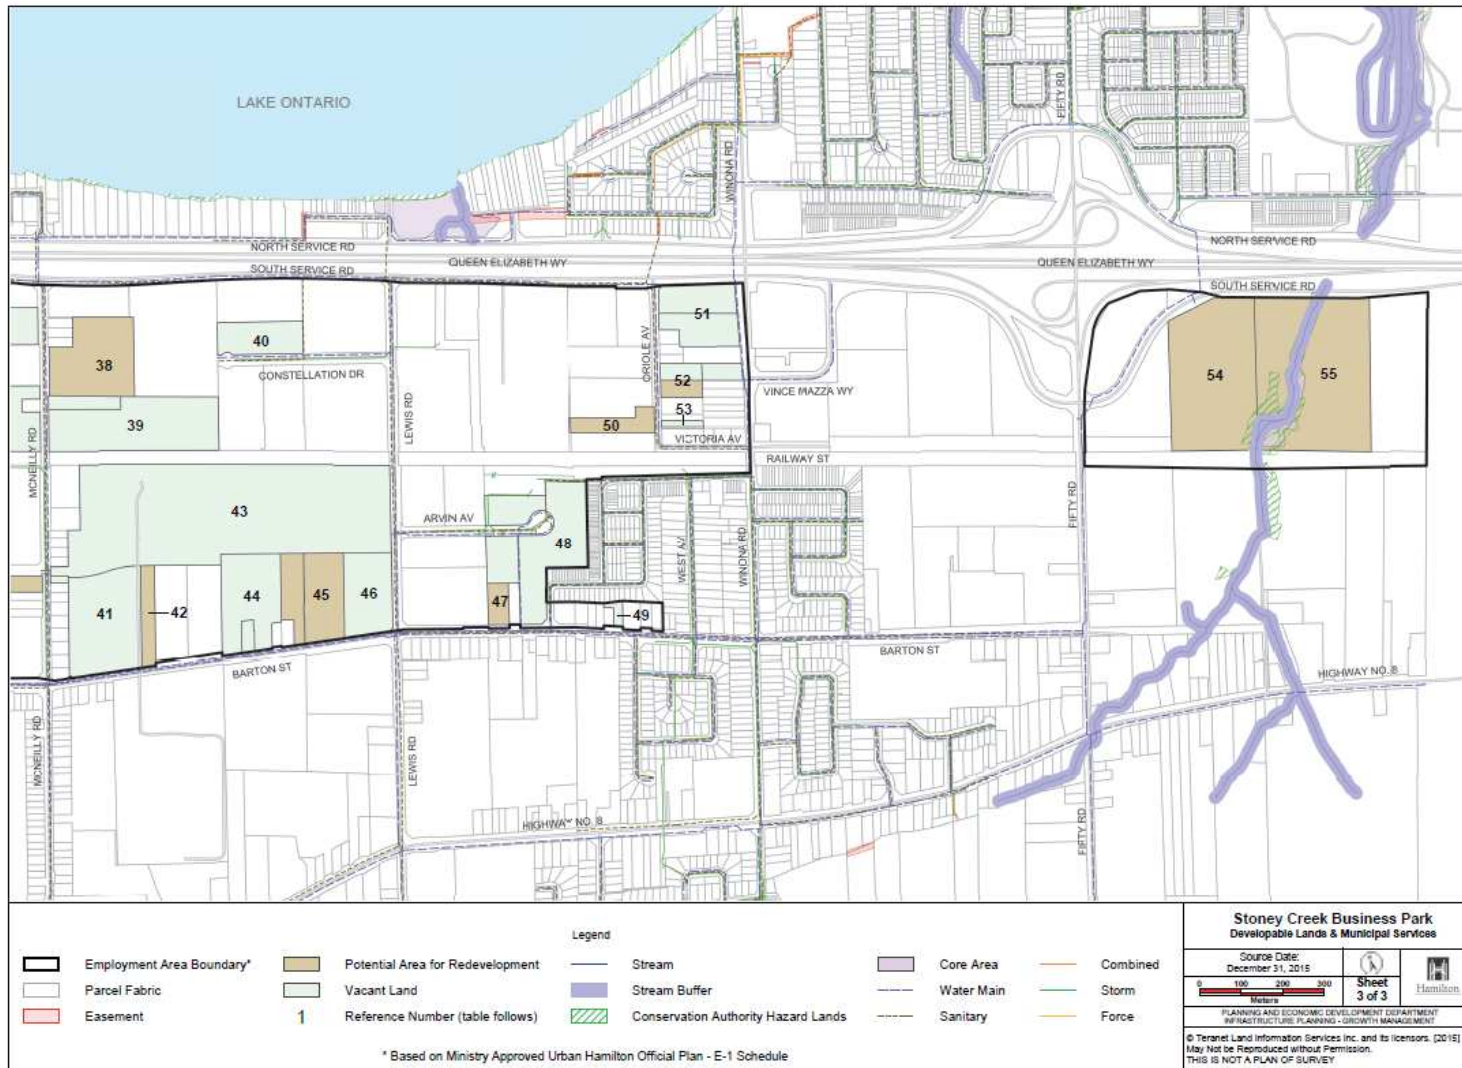 LAKE ONTARIO
FIFTY RD
WINONA RD
NORTH SERVICE RD
SOUTH SERVICE RD
QUEEN ELIZABETH WY
QUEEN ELIZABETH WY
NORTH SERVICE RD
SOUTH SERVICE RD
38
40
CONSTELLATION DR
39
MCNEILLY RD
LEWIS RD
ORIOLE AV
51
52
53
50
VICTORIA AV
VINCE MAZZA WY
RAILWAY ST
54
55
43
ARVIN AV
48
WEST AV
WINONA RD
FIFTY RD
41
42
44
45
46
47
49
BARTON ST
BARTON ST
HIGHWAY NO. 8
MCNEILLY RD
LEWIS RD
HIGHWAY NO. 8
FIFTY RD
Legend
Employment Area Boundary*
Parcel Fabric
Easement
Potential Area for Redevelopment
Vacant Land
1 Reference Number (table follows)
Stream
Stream Buffer
Conservation Authority Hazard Lands
Core Area
Water Main
Sanitary
Combined
Storm
Force
* Based on Ministry Approved Urban Hamilton Official Plan - E-1 Schedule
Stoney Creek Business Park
Developable Lands & Municipal Services
Source Date:
December 31, 2015
0 100 200 300
Meters
Sheet
3 of 3
Hamilton
PLANNING AND ECONOMIC DEVELOPMENT DEPARTMENT
INFRASTRUCTURE PLANNING - GROWTH MANAGEMENT
© Teranet Land Information Services Inc. and its licensors. [2015]
May Not be Reproduced without Permission.
THIS IS NOT A PLAN OF SURVEY